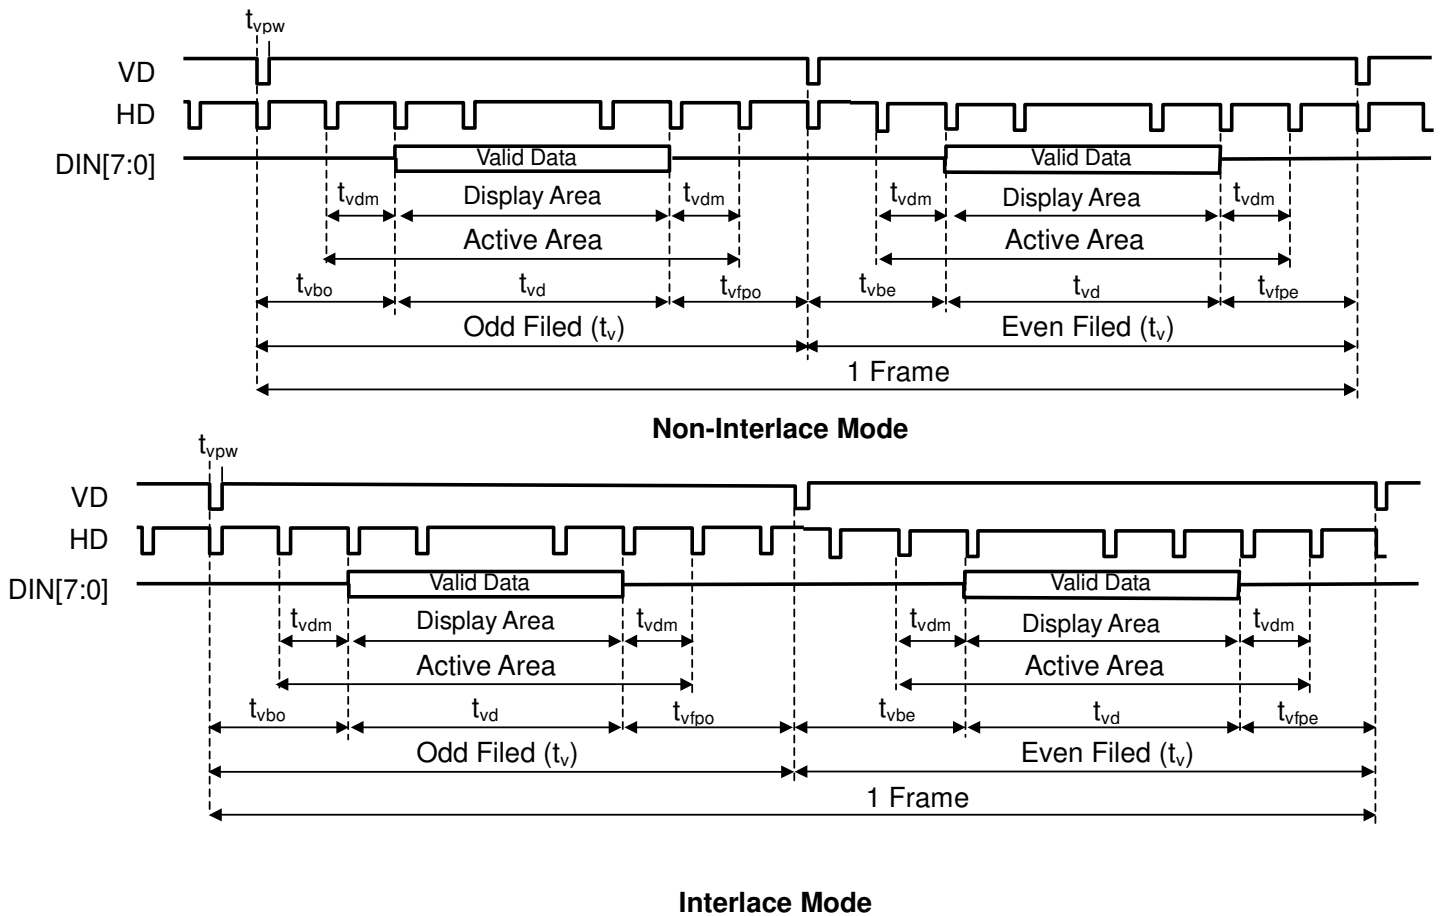 tvpw
VD
HD
DIN[7:0] Valid Data Valid Data
tvdm Display Area tvdm tvdm Display Area tvdm
Active Area Active Area
tvbo tvd tvfpo tvbe tvd tvfpe
Odd Filed (tv) Even Filed (tv)
1 Frame
Non-Interlace Mode
tvpw
VD
HD
DIN[7:0] Valid Data Valid Data
tvdm Display Area tvdm tvdm Display Area tvdm
Active Area Active Area
tvbo tvd tvfpo tvbe tvd tvfpe
Odd Filed (tv) Even Filed (tv)
1 Frame
Interlace Mode